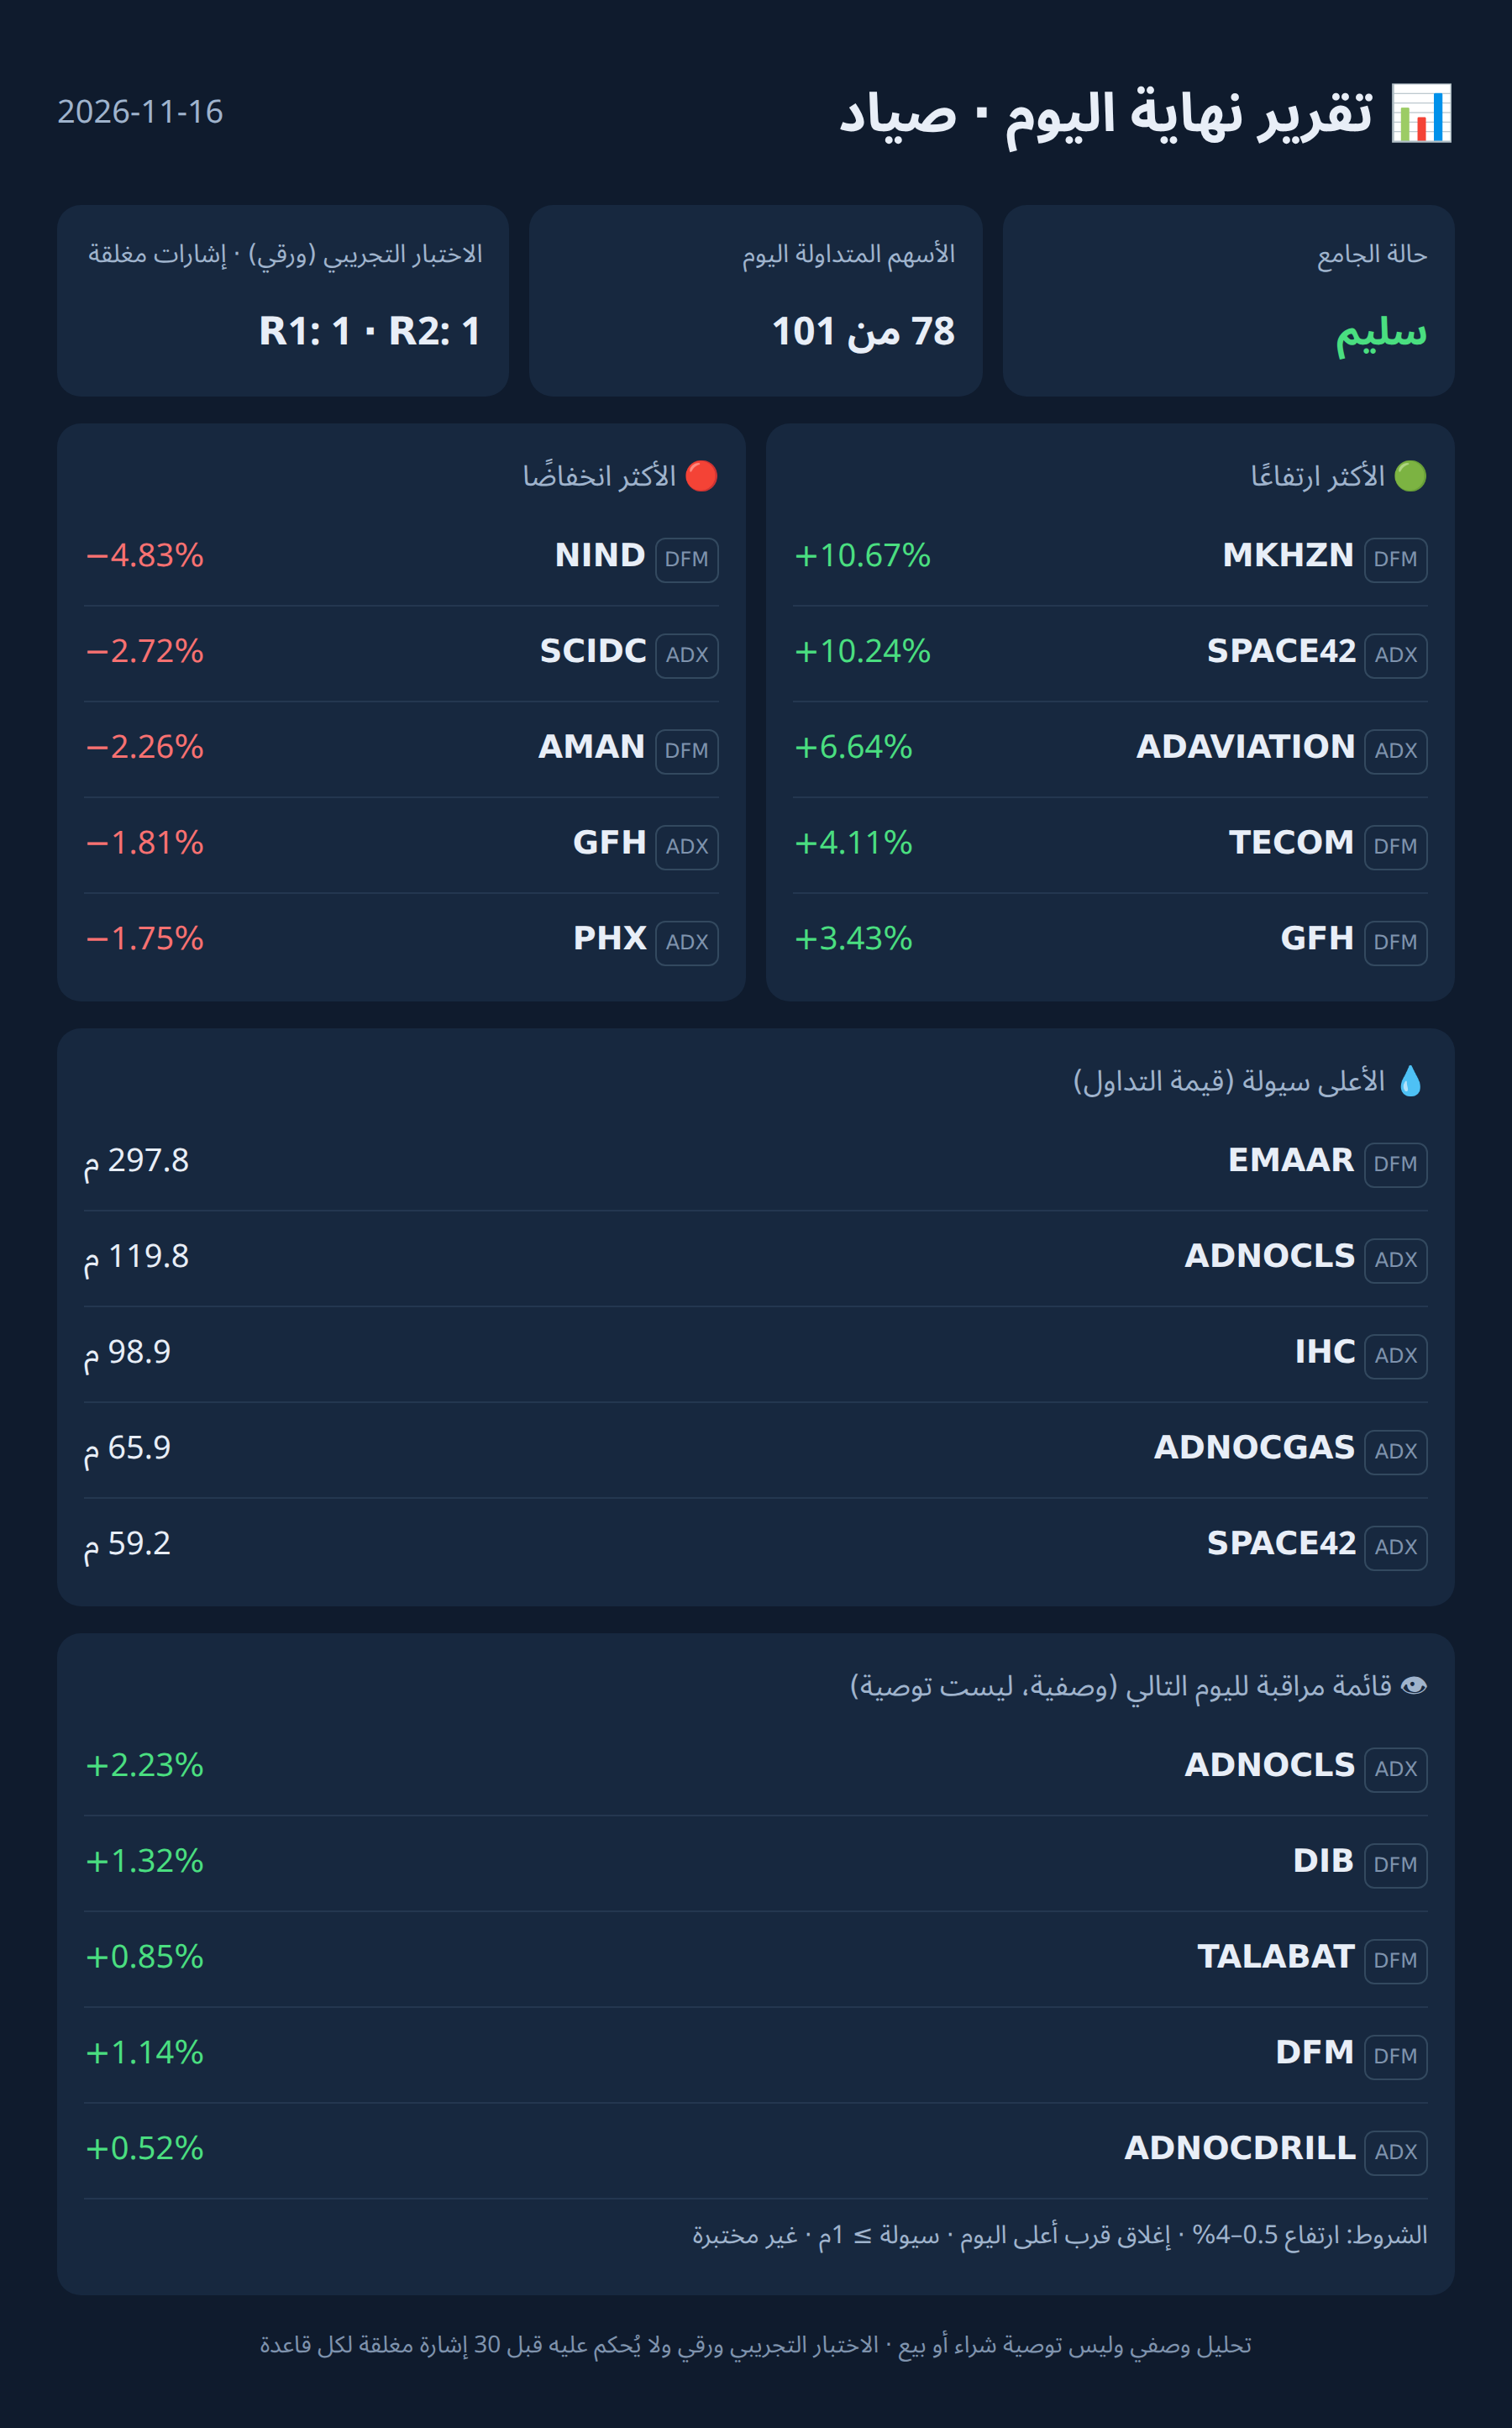 📊 تقرير نهاية اليوم · صياد
2026-11-16
حالة الجامع
سليم
الأسهم المتداولة اليوم
78 من 101
الاختبار التجريبي (ورقي) · إشارات مغلقة
R1: 1 · R2: 1
🟢 الأكثر ارتفاعًا
DFM MKHZN +10.67%
ADX SPACE42 +10.24%
ADX ADAVIATION +6.64%
DFM TECOM +4.11%
DFM GFH +3.43%
🔴 الأكثر انخفاضًا
DFM NIND −4.83%
ADX SCIDC −2.72%
DFM AMAN −2.26%
ADX GFH −1.81%
ADX PHX −1.75%
💧 الأعلى سيولة (قيمة التداول)
DFM EMAAR 297.8 م
ADX ADNOCLS 119.8 م
ADX IHC 98.9 م
ADX ADNOCGAS 65.9 م
ADX SPACE42 59.2 م
👁 قائمة مراقبة لليوم التالي (وصفية، ليست توصية)
ADX ADNOCLS +2.23%
DFM DIB +1.32%
DFM TALABAT +0.85%
DFM DFM +1.14%
ADX ADNOCDRILL +0.52%
الشروط: ارتفاع 0.5–4% · إغلاق قرب أعلى اليوم · سيولة ≥ 1م · غير مختبرة
تحليل وصفي وليس توصية شراء أو بيع · الاختبار التجريبي ورقي ولا يُحكم عليه قبل 30 إشارة مغلقة لكل قاعدة